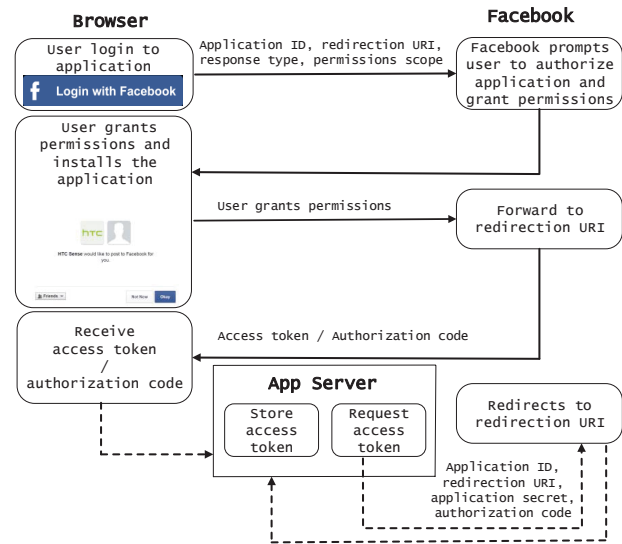 Browser
Facebook
User login to
application
f Login with Facebook
Application ID, redirection URI,
response type, permissions scope
Facebook prompts
user to authorize
application and
grant permissions
User grants
permissions and
installs the
application
hTC
HTC Sense would like to post to Facebook for
you.
Friends
Not Now
Okay
User grants permissions
Forward to
redirection URI
Receive
access token
/
authorization code
Access token / Authorization code
App Server
Store
access
token
Request
access
token
Redirects to
redirection URI
Application ID,
redirection URI,
application secret,
authorization code